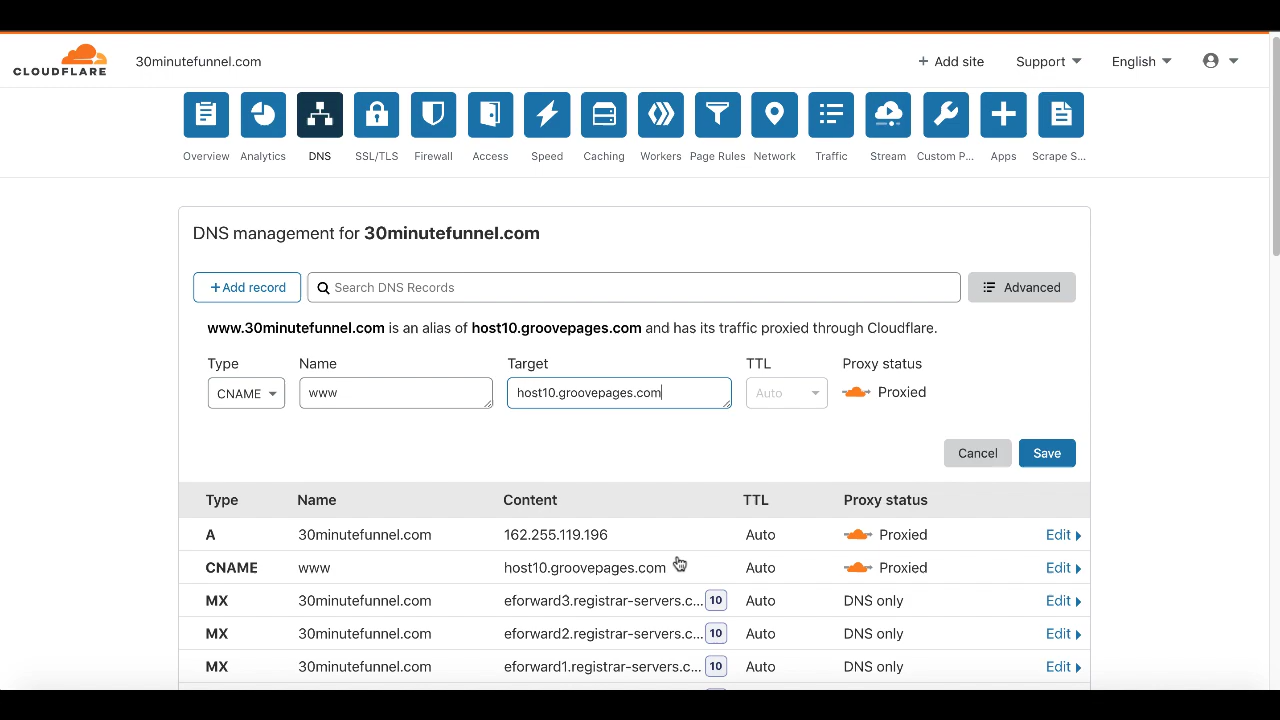 CLOUDFLARE
30minutefunnel.com
+ Add site
Support
English
Overview
Analytics
DNS
SSL/TLS
Firewall
Access
Speed
Caching
Workers
Page Rules
Network
Traffic
Stream
Custom P...
Apps
Scrape S...
DNS management for 30minutefunnel.com
+Add record
Search DNS Records
Advanced
www.30minutefunnel.com is an alias of host10.groovepages.com and has its traffic proxied through Cloudflare.
Type Name Target TTL Proxy status
CNAME www host10.groovepages.com Auto Proxied
Cancel Save
Type Name Content TTL Proxy status
A 30minutefunnel.com 162.255.119.196 Auto Proxied Edit
CNAME www host10.groovepages.com Auto Proxied Edit
MX 30minutefunnel.com eforward3.registrar-servers.c... 10 Auto DNS only Edit
MX 30minutefunnel.com eforward2.registrar-servers.c... 10 Auto DNS only Edit
MX 30minutefunnel.com eforward1.registrar-servers.c... 10 Auto DNS only Edit